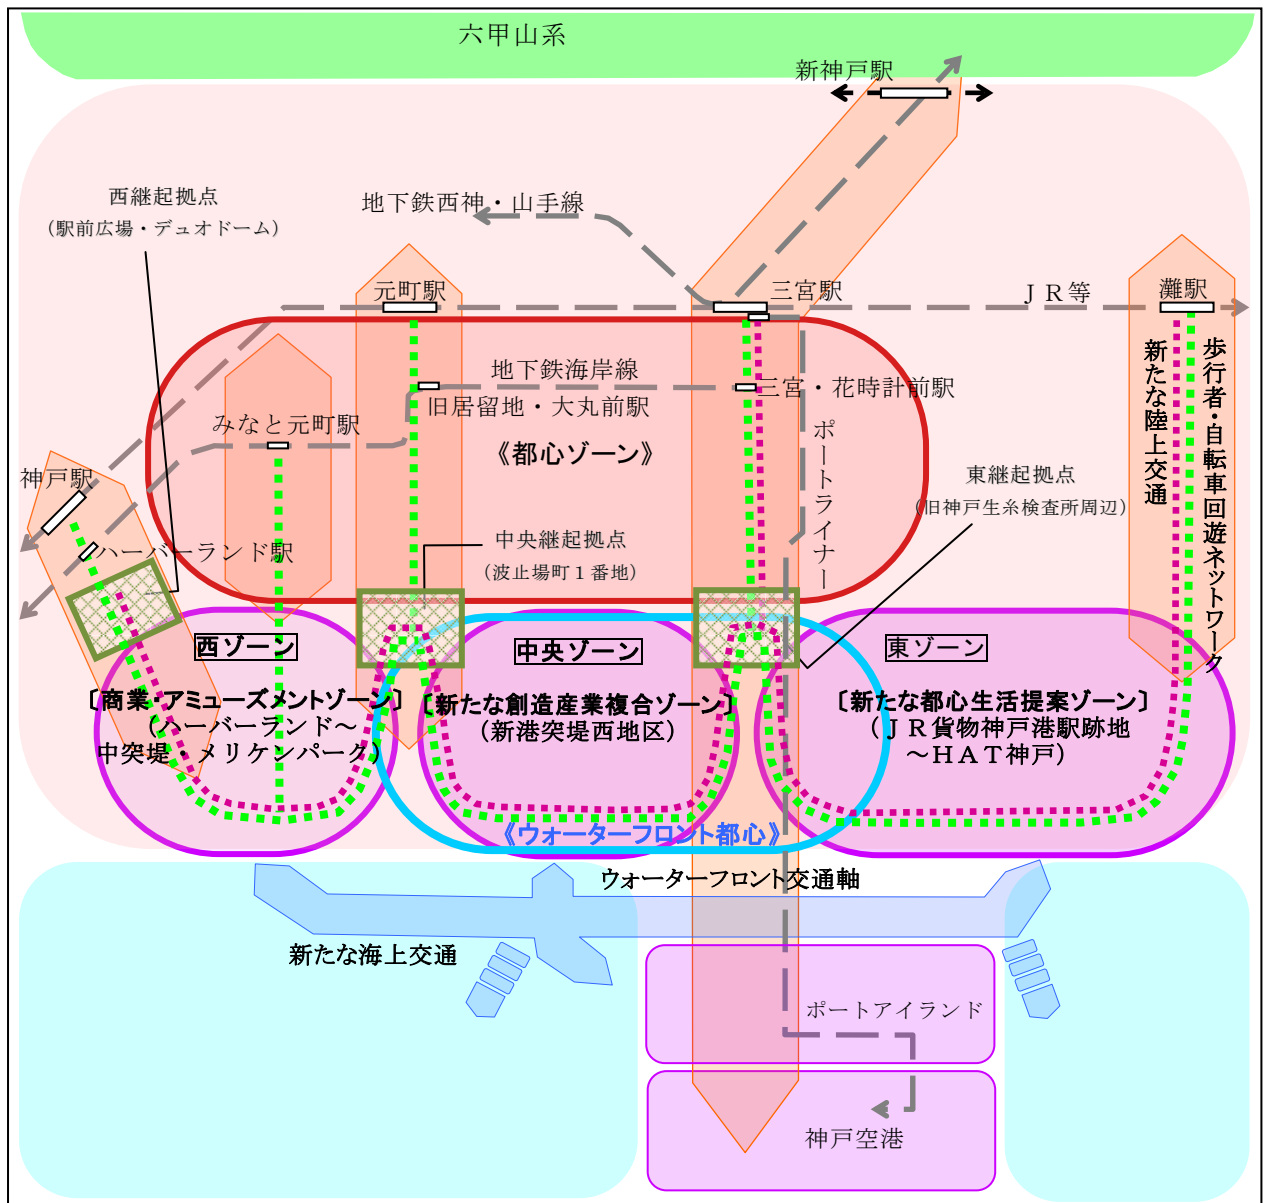 六甲山系
新神戸駅
西継起拠点
（駅前広場・デュオドーム）
地下鉄西神・山手線
元町駅
三宮駅
ＪＲ等
灘駅
地下鉄海岸線
三宮・花時計前駅
旧居留地・大丸前駅
みなと元町駅
《都心ゾーン》
ポートライナー
新たな陸上交通
歩行者・自転車回遊ネットワーク
神戸駅
ハーバーランド駅
東継起拠点
（旧神戸生糸検査所周辺）
中央継起拠点
（波止場町１番地）
西ゾーン
中央ゾーン
東ゾーン
〔商業・アミューズメントゾーン〕
（ハーバーランド～
中突堤・メリケンパーク）
〔新たな創造産業複合ゾーン〕
（新港突堤西地区）
〔新たな都心生活提案ゾーン〕
（ＪＲ貨物神戸港駅跡地
～ＨＡＴ神戸）
《ウォーターフロント都心》
ウォーターフロント交通軸
新たな海上交通
ポートアイランド
神戸空港